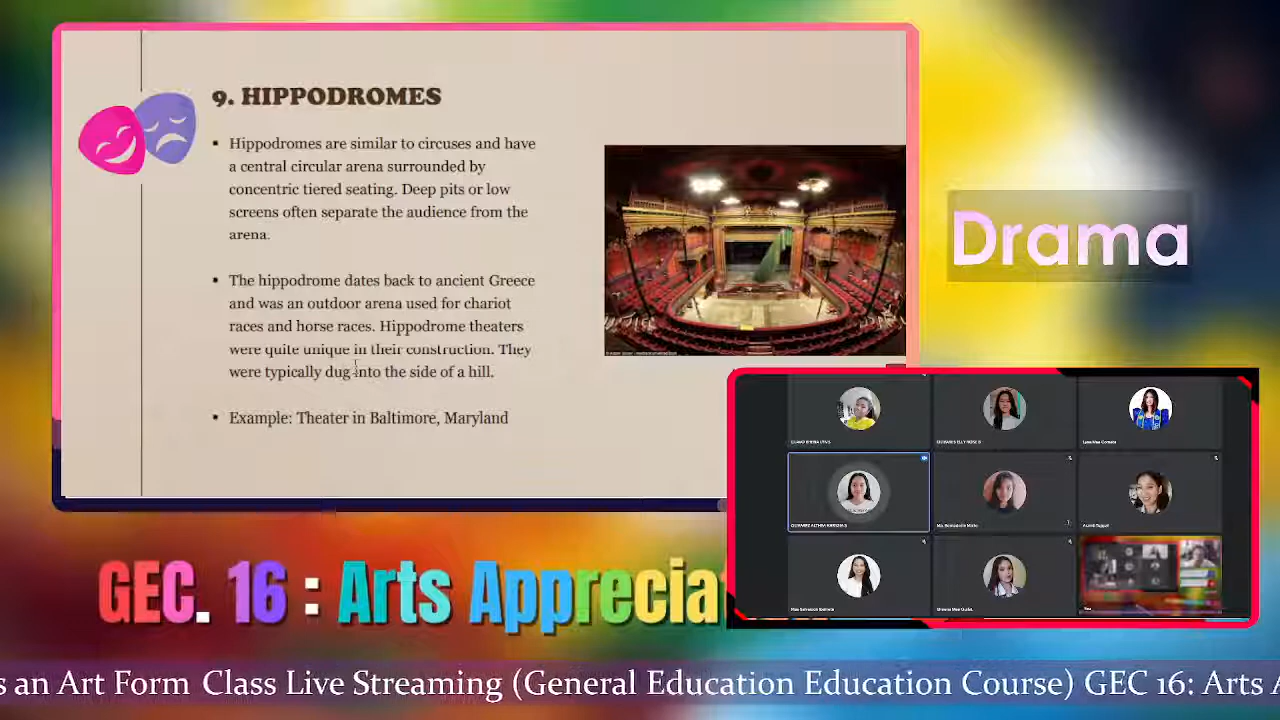 9. HIPPODROMES
▪ Hippodromes are similar to circuses and have
a central circular arena surrounded by
concentric tiered seating. Deep pits or low
screens often separate the audience from the
arena.
▪ The hippodrome dates back to ancient Greece
and was an outdoor arena used for chariot
races and horse races. Hippodrome theaters
were quite unique in their construction. They
were typically dug into the side of a hill.
▪ Example: Theater in Baltimore, Maryland
Drama
GEC. 16 : Arts Apprecia
s an Art Form Class Live Streaming (General Education Education Course) GEC 16: Arts A